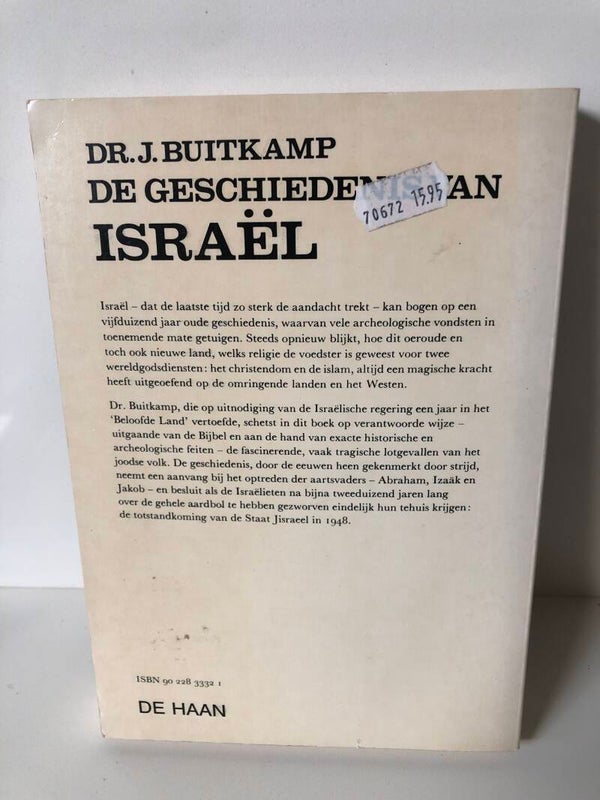 DR. J. BUITKAMP
DE GESCHIEDENIS VAN
70672 15.95
ISRAËL
Israël – dat de laatste tijd zo sterk de aandacht trekt – kan bogen op een
vijfduizend jaar oude geschiedenis, waarvan vele archeologische vondsten in
toenemende mate getuigen. Steeds opnieuw blijkt, hoe dit oeroude en
toch ook nieuwe land, welks religie de voedster is geweest voor twee
wereldgodsdiensten: het christendom en de islam, altijd een magische kracht
heeft uitgeoefend op de omringende landen en het Westen.
Dr. Buitkamp, die op uitnodiging van de Israëlische regering een jaar in het
'Beloofde Land' vertoefde, schetst in dit boek op verantwoorde wijze –
uitgaande van de Bijbel en aan de hand van exacte historische en
archeologische feiten – de fascinerende, vaak tragische lotgevallen van het
joodse volk. De geschiedenis, door de eeuwen heen gekenmerkt door strijd,
neemt een aanvang bij het optreden der aartsvaders – Abraham, Izaäk en
Jakob – en besluit als de Israëlieten na bijna tweeduizend jaren lang
over de gehele aardbol te hebben gezworven eindelijk hun tehuis krijgen:
de totstandkoming van de Staat Jisraeel in 1948.
ISBN 90 228 3332 1
DE HAAN